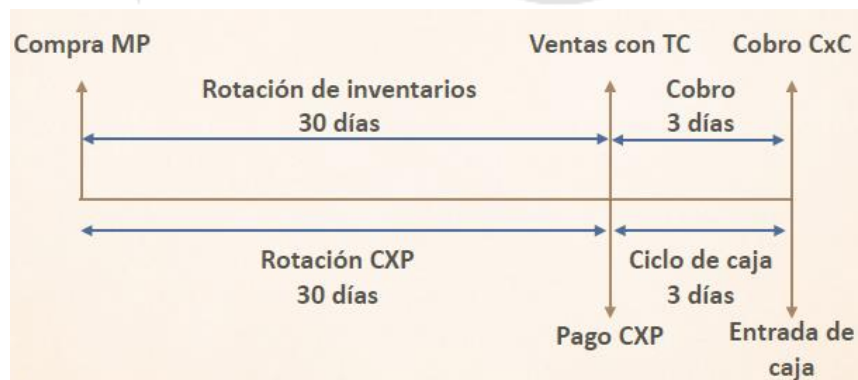 Compra MP
Ventas con TC
Cobro CxC
Rotación de inventarios
30 días
Cobro
3 días
Rotación CXP
30 días
Ciclo de caja
3 días
Pago CXP
Entrada de
caja